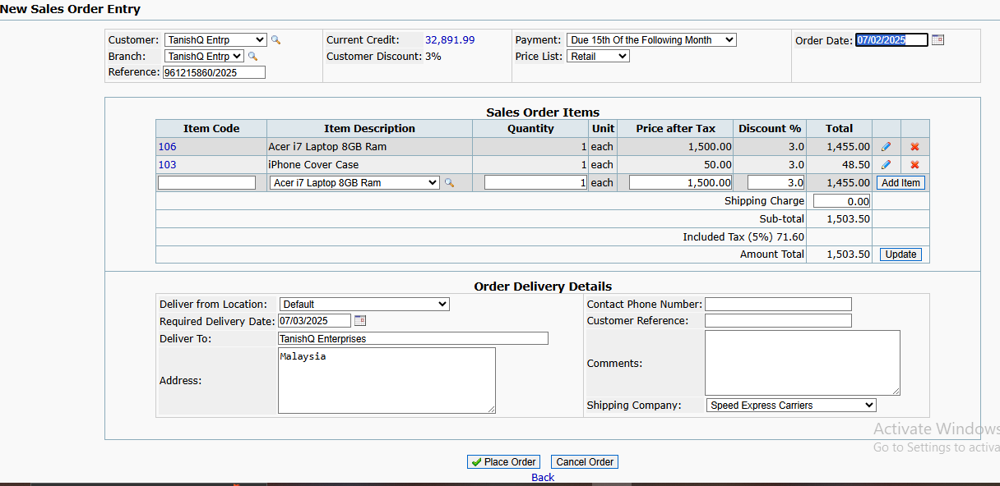 New Sales Order Entry
Customer: TanishQ Entrp Current Credit: 32,891.99 Payment: Due 15th Of the Following Month Order Date: 07/02/2025
Branch: TanishQ Entrp Customer Discount: 3% Price List: Retail
Reference: 961215860/2025
Sales Order Items
Item Code Item Description Quantity Unit Price after Tax Discount % Total
106 Acer i7 Laptop 8GB Ram 1 each 1,500.00 3.0 1,455.00
103 iPhone Cover Case 1 each 50.00 3.0 48.50
Acer i7 Laptop 8GB Ram 1 each 1,500.00 3.0 1,455.00 Add Item
Shipping Charge 0.00
Sub-total 1,503.50
Included Tax (5%) 71.60
Amount Total 1,503.50 Update
Order Delivery Details
Deliver from Location: Default Contact Phone Number:
Required Delivery Date: 07/03/2025 Customer Reference:
Deliver To: TanishQ Enterprises
Address: Malaysia Comments:
Shipping Company: Speed Express Carriers
Activate Windows
Go to Settings to activa
Place Order Cancel Order
Back